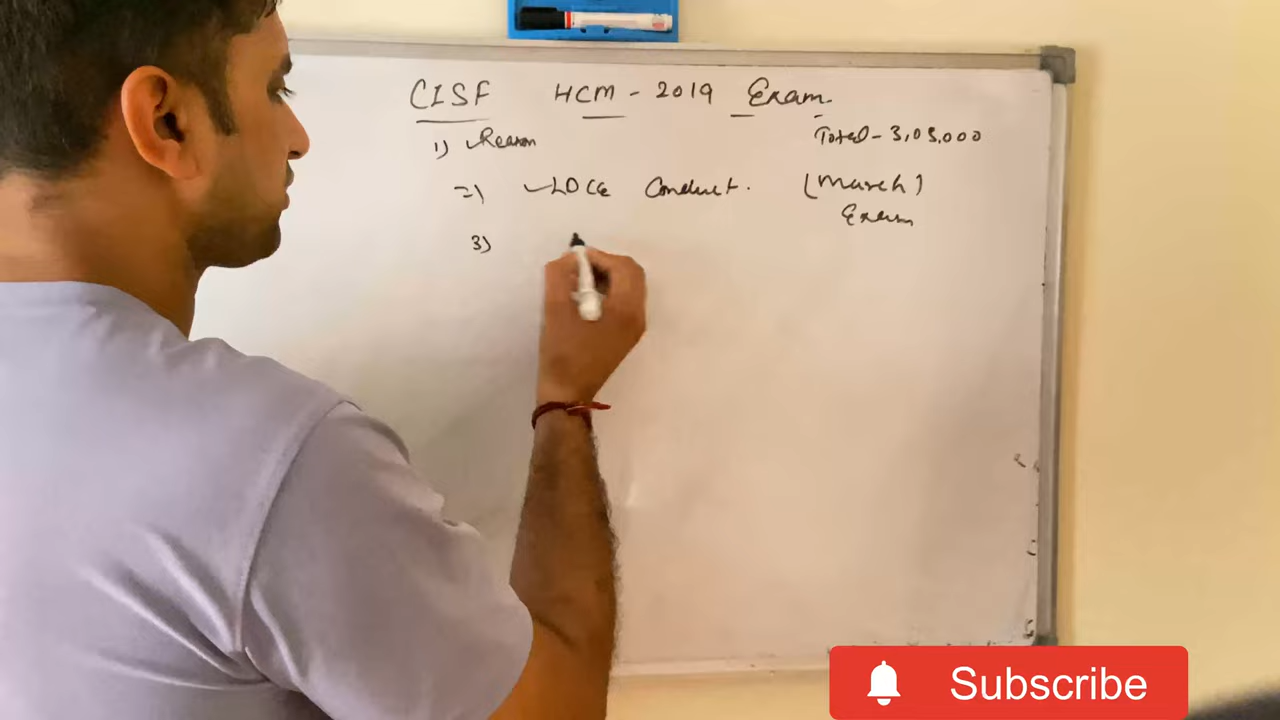 CISF HCM - 2019 Exam
1) Reason
Total - 3,03,000
2) LDCE Conduct. (March)
Exam
3)
Subscribe